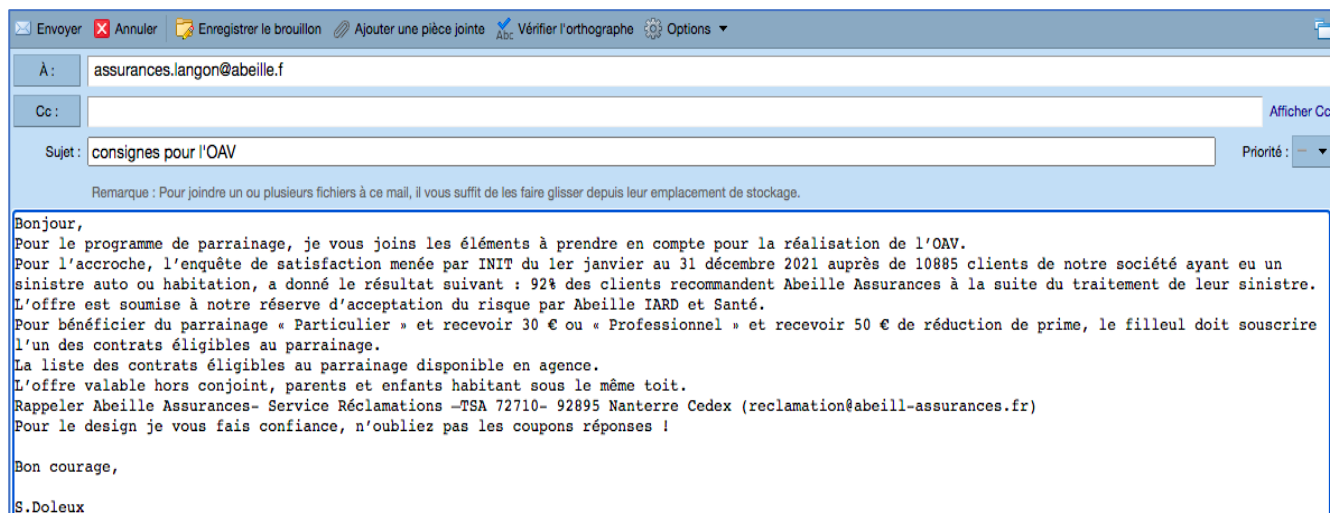 Envoyer Annuler Enregistrer le brouillon Ajouter une pièce jointe Abc Vérifier l'orthographe Options
À : assurances.langon@abeille.f
Cc : Afficher Cc
Sujet : consignes pour l'OAV Priorité : –
Remarque : Pour joindre un ou plusieurs fichiers à ce mail, il vous suffit de les faire glisser depuis leur emplacement de stockage.
Bonjour,
Pour le programme de parrainage, je vous joins les éléments à prendre en compte pour la réalisation de l’OAV.
Pour l’accroche, l’enquête de satisfaction menée par INIT du 1er janvier au 31 décembre 2021 auprès de 10885 clients de notre société ayant eu un
sinistre auto ou habitation, a donné le résultat suivant : 92% des clients recommandent Abeille Assurances à la suite du traitement de leur sinistre.
L’offre est soumise à notre réserve d’acceptation du risque par Abeille IARD et Santé.
Pour bénéficier du parrainage « Particulier » et recevoir 30 € ou « Professionnel » et recevoir 50 € de réduction de prime, le filleul doit souscrire
l’un des contrats éligibles au parrainage.
La liste des contrats éligibles au parrainage disponible en agence.
L’offre valable hors conjoint, parents et enfants habitant sous le même toit.
Rappeler Abeille Assurances- Service Réclamations –TSA 72710- 92895 Nanterre Cedex (reclamation@abeill-assurances.fr)
Pour le design je vous fais confiance, n’oubliez pas les coupons réponses !
Bon courage,
S.Doleux